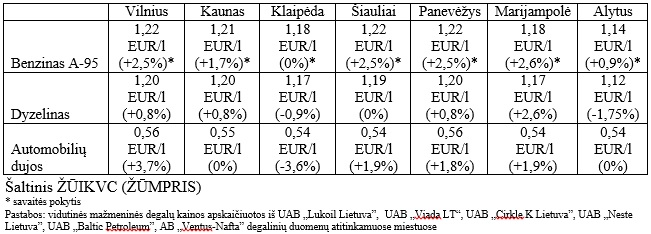 Vilnius Kaunas Klaipėda Šiauliai Panevėžys Marijampolė Alytus
1,22 1,21 1,18 1,22 1,22 1,18 1,14
EUR/l EUR/l EUR/l EUR/l EUR/l EUR/l EUR/l
Benzinas A-95 (+2,5%)* (+1,7%)* (0%)* (+2,5%)* (+2,5%)* (+2,6%)* (+0,9%)*
1,20 1,20 1,17 1,19 1,20 1,17 1,12
EUR/l EUR/l EUR/l EUR/l EUR/l EUR/l EUR/l
Dyzelinas (+0,8%) (+0,8%) (-0,9%) (0%) (+0,8%) (+2,6%) (-1,75%)
0,56 0,55 0,54 0,54 0,56 0,54 0,54
Automobilių EUR/l EUR/l EUR/l EUR/l EUR/l EUR/l EUR/l
dujos (+3,7%) (0%) (-3,6%) (+1,9%) (+1,8%) (+1,9%) (0%)
Šaltinis ŽŪIKVC (ŽŪMPRIS)
* savaitės pokytis
Pastabos: vidutinės mažmeninės degalų kainos apskaičiuotos iš UAB „Lukoil Lietuva”, UAB „Viada LT“, UAB „Cirkle K Lietuva”, UAB „Neste
Lietuva”, UAB „Baltic Petroleum”, AB „Ventus-Nafta” degalinių duomenų atitinkamuose miestuose